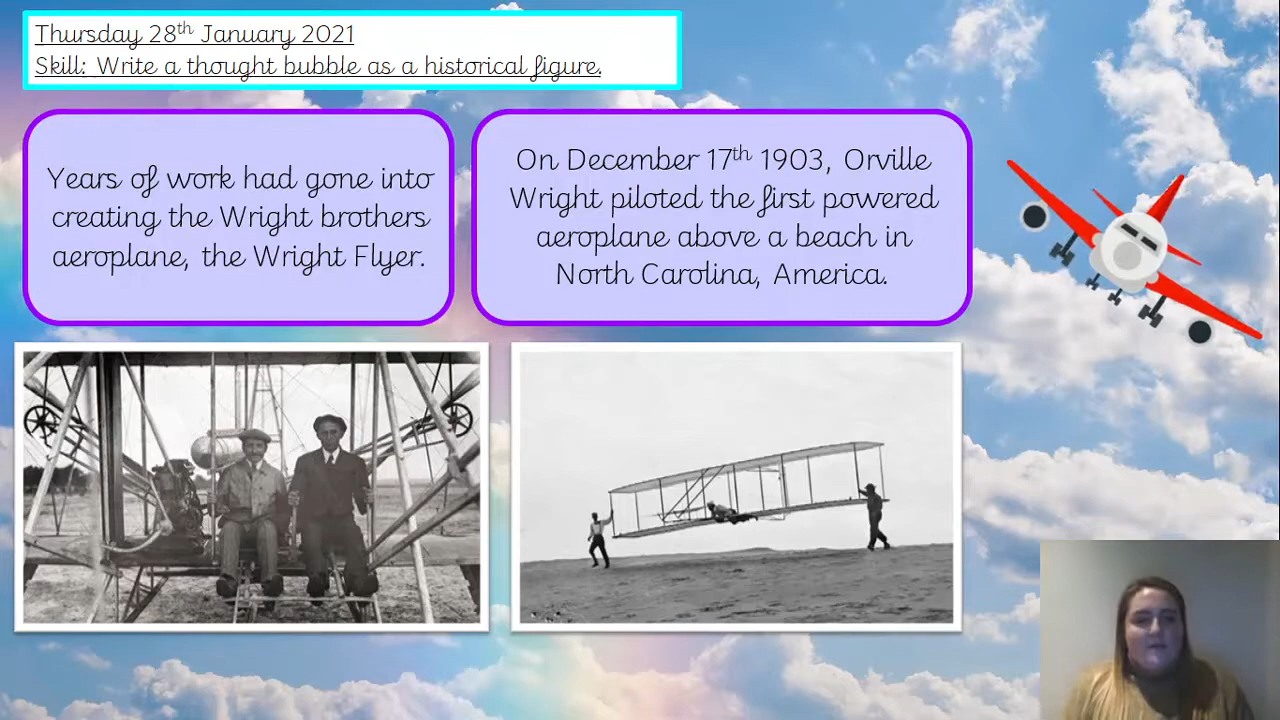 Thursday 28th January 2021
Skill: Write a thought bubble as a historical figure.
Years of work had gone into
creating the Wright brothers
aeroplane, the Wright Flyer.
On December 17th 1903, Orville
Wright piloted the first powered
aeroplane above a beach in
North Carolina, America.